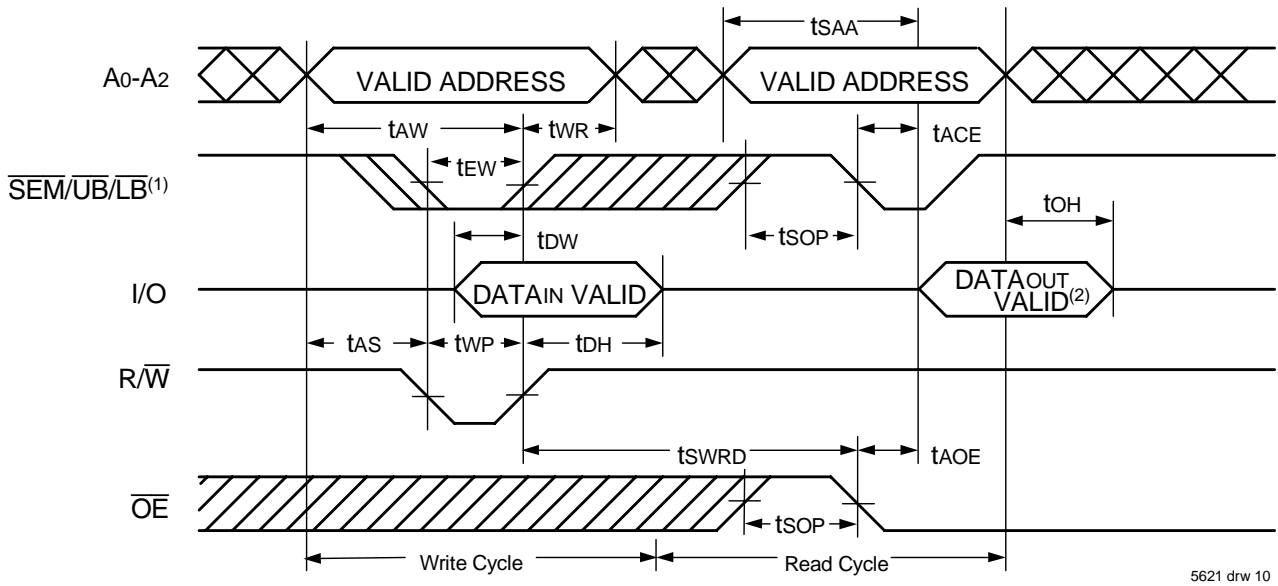 tSAA
A0-A2
VALID ADDRESS
VALID ADDRESS
tAW
tWR
tACE
tEW
SEM/UB/LB(1)
tSOP
tOH
tDW
I/O
DATAIN VALID
DATAOUT
VALID(2)
tAS
tWP
tDH
R/W
tSWRD
tAOE
OE
tSOP
Write Cycle
Read Cycle
5621 drw 10